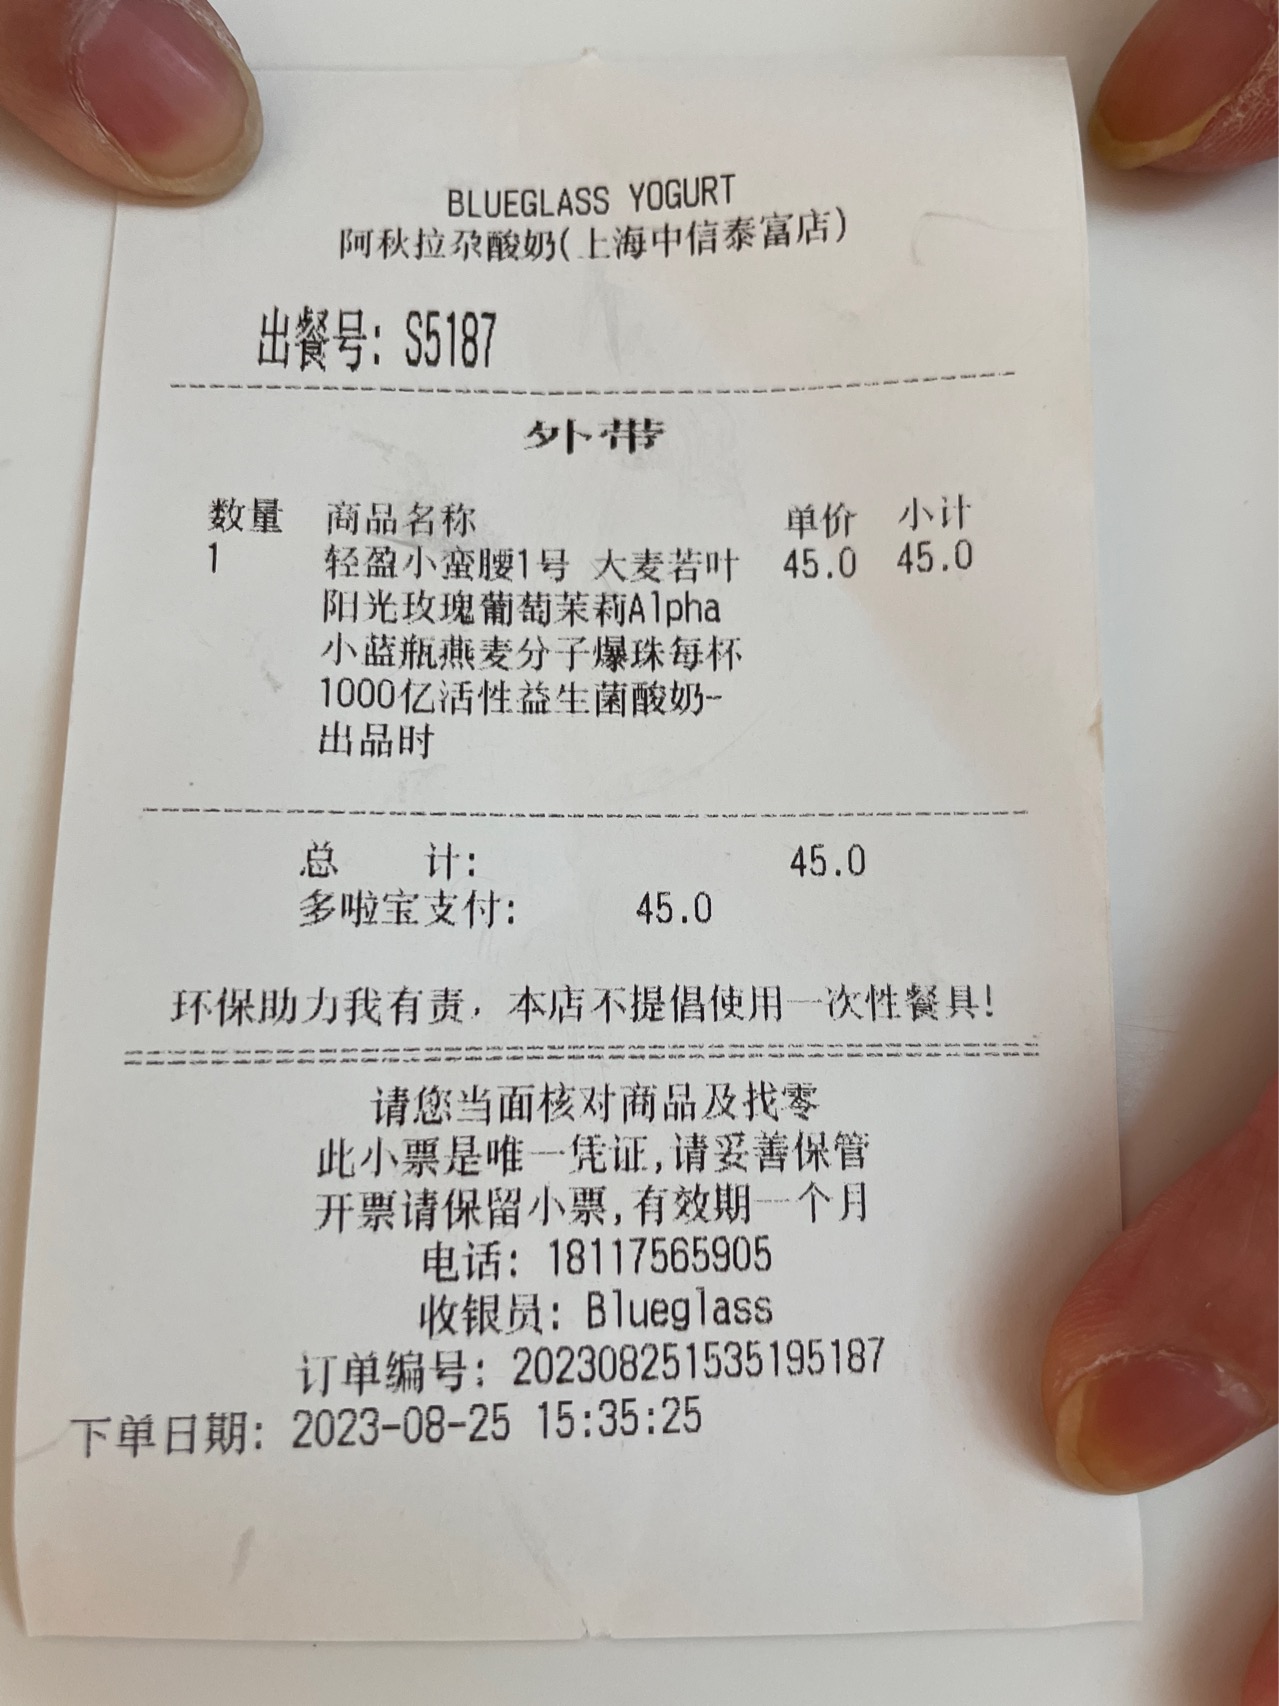 BLUEGLASS YOGURT
阿秋拉尕酸奶(上海中信泰富店)
出餐号: S5187
外带
数量 商品名称 单价 小计
1 轻盈小蛮腰1号 大麦若叶 45.0 45.0
阳光玫瑰葡萄茉莉Alpha
小蓝瓶燕麦分子爆珠每杯
1000亿活性益生菌酸奶-
出品时
总 计: 45.0
多啦宝支付: 45.0
环保助力我有责，本店不提倡使用一次性餐具!
请您当面核对商品及找零
此小票是唯一凭证,请妥善保管
开票请保留小票,有效期一个月
电话: 18117565905
收银员: Blueglass
订单编号: 202308251535195187
下单日期: 2023-08-25 15:35:25